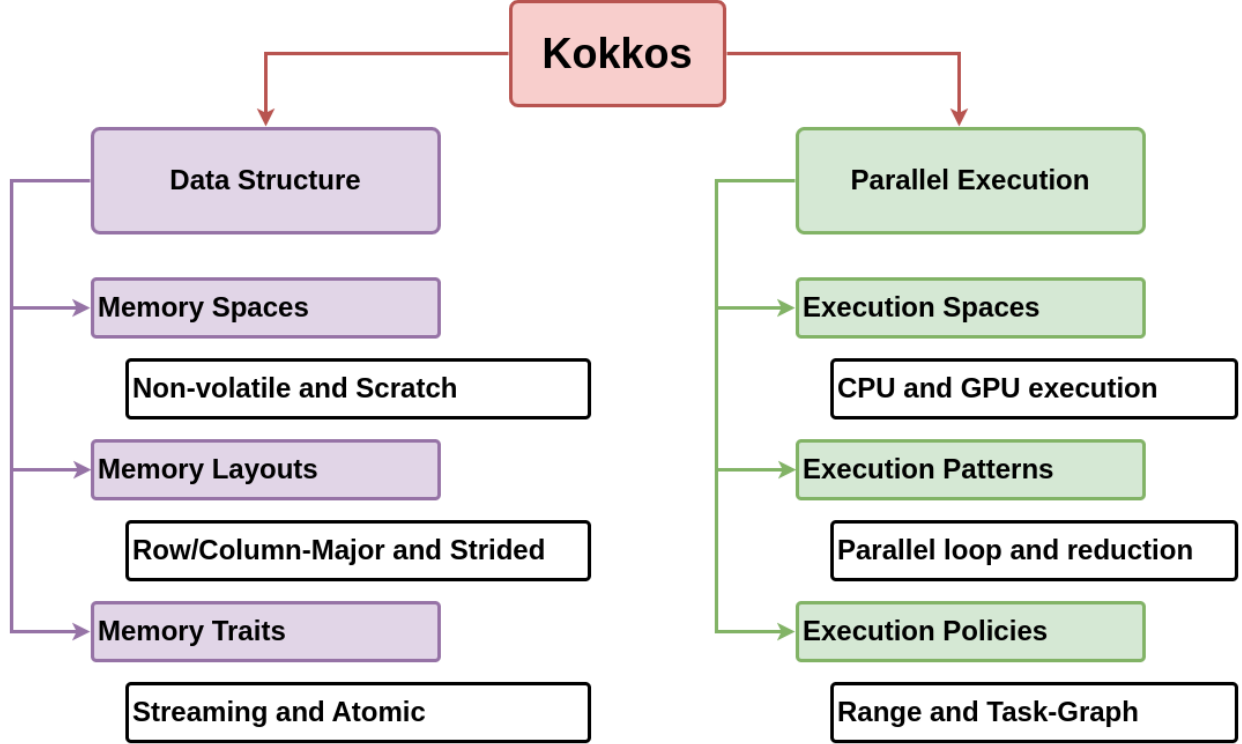 Kokkos
Data Structure
Memory Spaces
Non-volatile and Scratch
Memory Layouts
Row/Column-Major and Strided
Memory Traits
Streaming and Atomic
Parallel Execution
Execution Spaces
CPU and GPU execution
Execution Patterns
Parallel loop and reduction
Execution Policies
Range and Task-Graph